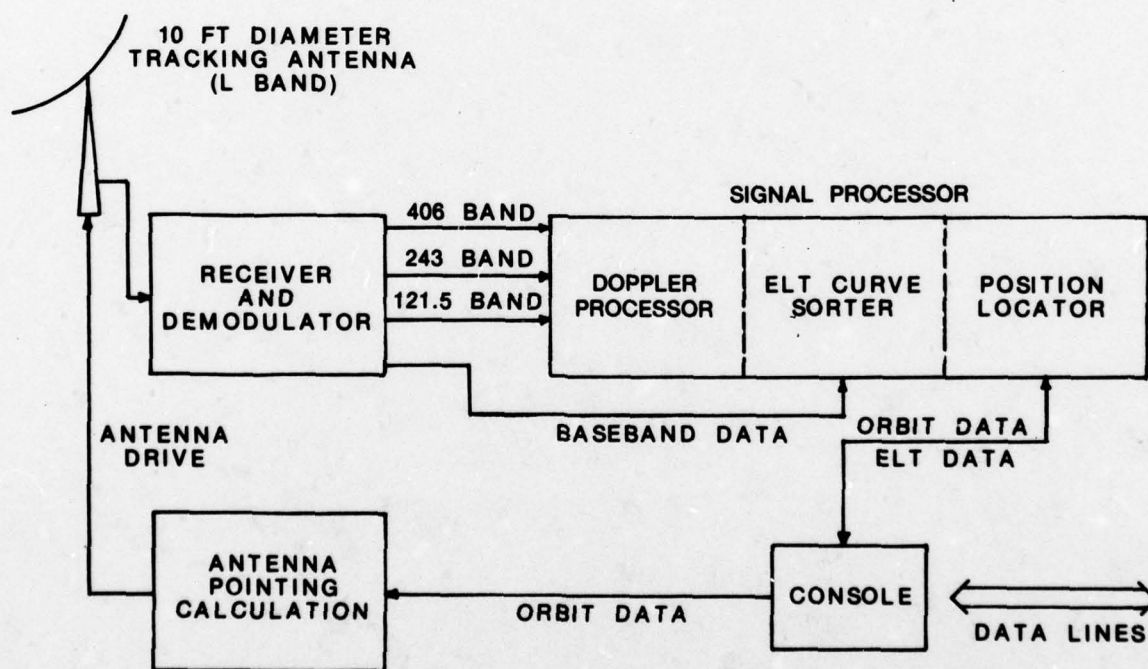 10 FT DIAMETER
TRACKING ANTENNA
(L BAND)
SIGNAL PROCESSOR
406 BAND
243 BAND
121.5 BAND
RECEIVER
AND
DEMODULATOR
DOPPLER
PROCESSOR
ELT CURVE
SORTER
POSITION
LOCATOR
ANTENNA
DRIVE
BASEBAND DATA
ORBIT DATA
ELT DATA
ANTENNA
POINTING
CALCULATION
ORBIT DATA
CONSOLE
DATA LINES